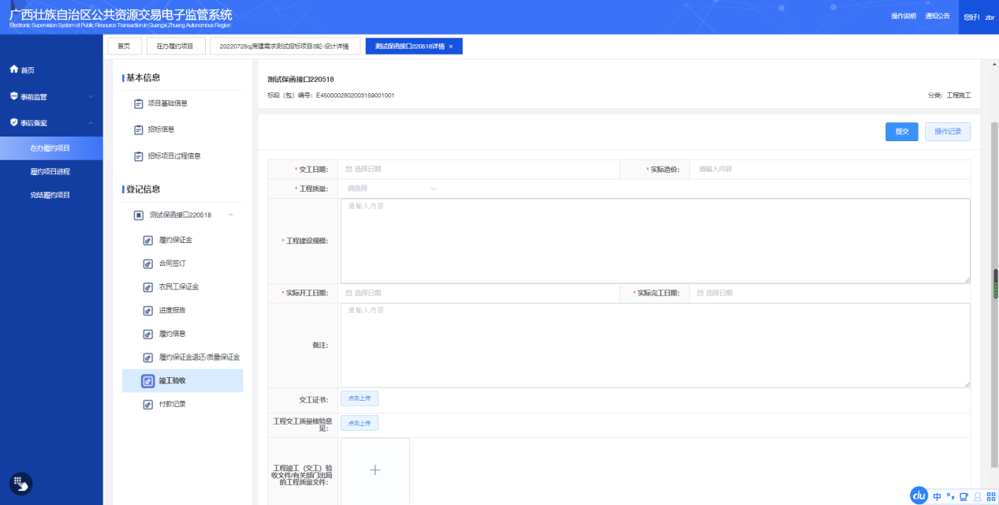 广西壮族自治区公共资源交易电子监管系统
Electronic Supervision System of Public Resource Transaction in Guangxi Zhuang Autonomous Region
操作说明 通知公告 您好! zbr
首页 在办履约项目 20220728qj房建需求测试招标项目3轮-设计详情 测试保函接口220518详情 ×
首页
事前监管
事后备案
在办履约项目
履约项目进程
完结履约项目
基本信息
项目基础信息
招标信息
招标项目过程信息
登记信息
测试保函接口220518
履约保证金
合同签订
农民工保证金
进度报告
履约信息
履约保证金退还/质量保证金
竣工验收
付款记录
测试保函接口220518
标段（包）编号: E4500002802003159001001 分类: 工程施工
提交 操作记录
* 交工日期: 选择日期 * 实际造价: 请输入内容
* 工程质量: 请选择
* 工程建设规模: 请输入内容
* 实际开工日期: 选择日期 * 实际完工日期: 选择日期
备注: 请输入内容
交工证书: 点击上传
工程交工质量核验意
见: 点击上传
工程竣工（交工）验
收文件/有关部门出局
的工程质量文件:
du 中